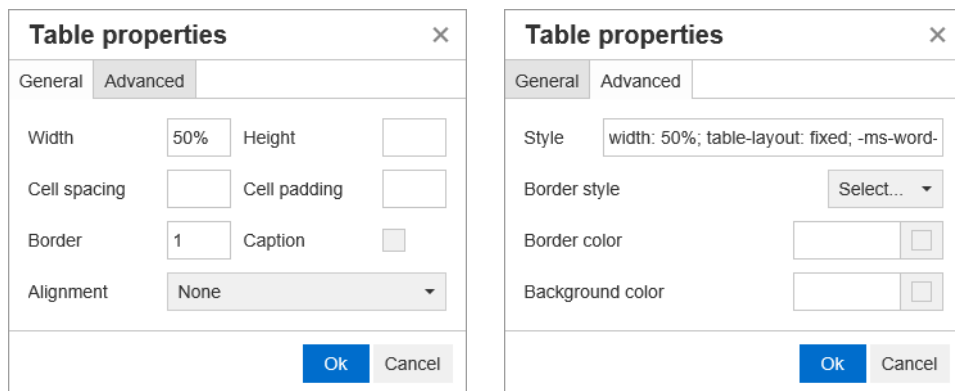 Table properties ×
General Advanced
Width 50% Height
Cell spacing Cell padding
Border 1 Caption
Alignment None
Ok Cancel
Table properties ×
General Advanced
Style width: 50%; table-layout: fixed; -ms-word-
Border style Select...
Border color
Background color
Ok Cancel